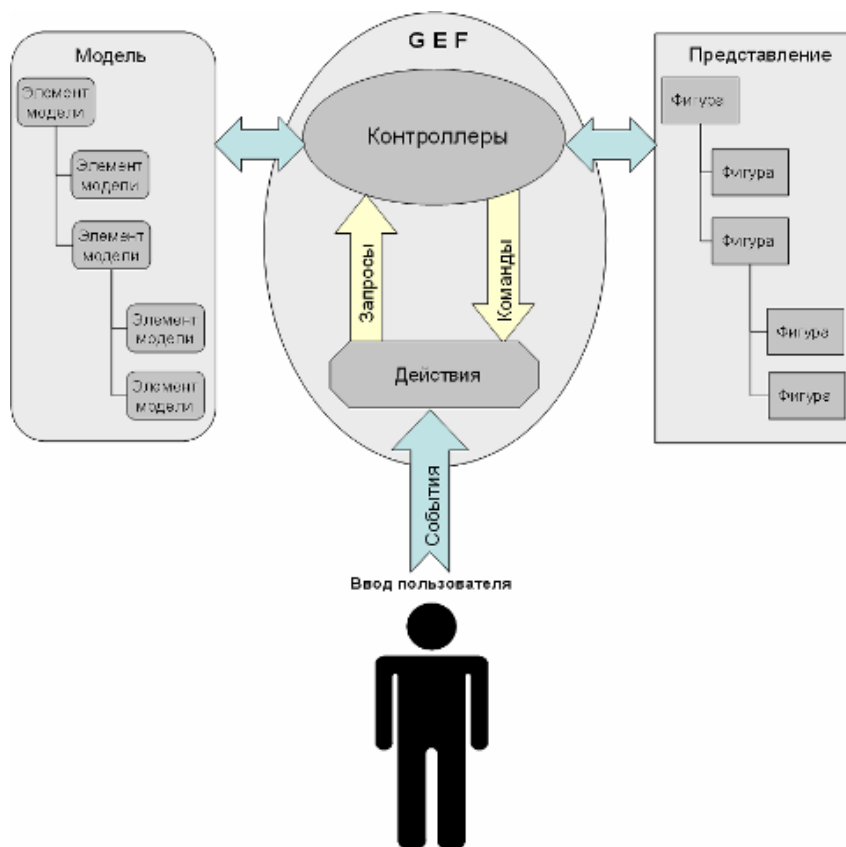 Модель
Элемент
модели
Элемент
модели
Элемент
модели
Элемент
модели
Элемент
модели
G E F
Контроллеры
Запросы
Команды
Действия
События
Ввод пользователя
Представление
Фигура
Фигура
Фигура
Фигура
Фигура